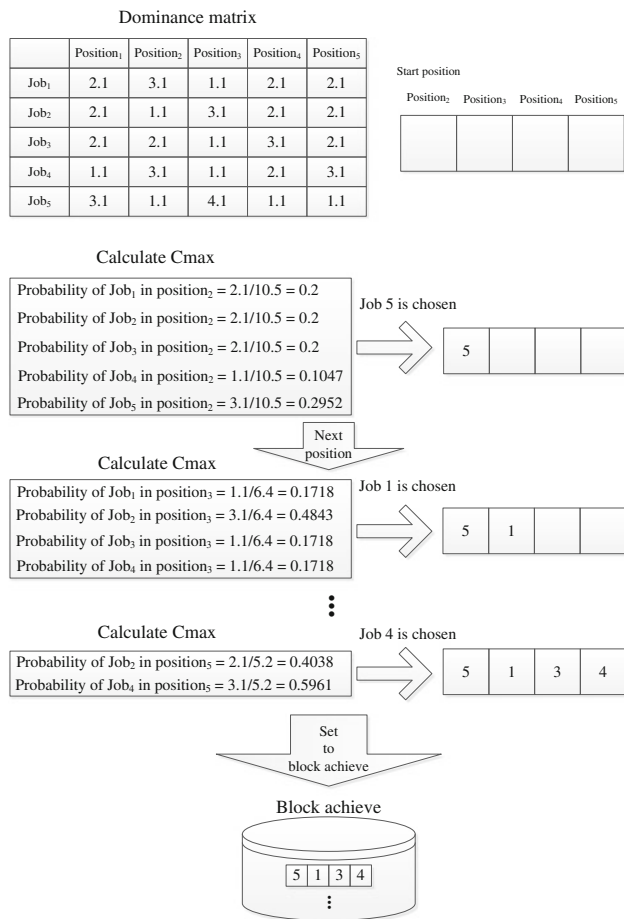 Dominance matrix
Position1 Position2 Position3 Position4 Position5
Job1 2.1 3.1 1.1 2.1 2.1
Job2 2.1 1.1 3.1 2.1 2.1
Job3 2.1 2.1 1.1 3.1 2.1
Job4 1.1 3.1 1.1 2.1 3.1
Job5 3.1 1.1 4.1 1.1 1.1
Start position
Position2 Position3 Position4 Position5
Calculate Cmax
Probability of Job1 in position2 = 2.1/10.5 = 0.2
Probability of Job2 in position2 = 2.1/10.5 = 0.2
Probability of Job3 in position2 = 2.1/10.5 = 0.2
Probability of Job4 in position2 = 1.1/10.5 = 0.1047
Probability of Job5 in position2 = 3.1/10.5 = 0.2952
Job 5 is chosen
5
Next
position
Calculate Cmax
Probability of Job1 in position3 = 1.1/6.4 = 0.1718
Probability of Job2 in position3 = 3.1/6.4 = 0.4843
Probability of Job3 in position3 = 1.1/6.4 = 0.1718
Probability of Job4 in position3 = 1.1/6.4 = 0.1718
Job 1 is chosen
5 1
Calculate Cmax
Probability of Job2 in position5 = 2.1/5.2 = 0.4038
Probability of Job4 in position5 = 3.1/5.2 = 0.5961
Job 4 is chosen
5 1 3 4
Set
to
block achieve
Block achieve
5 1 3 4